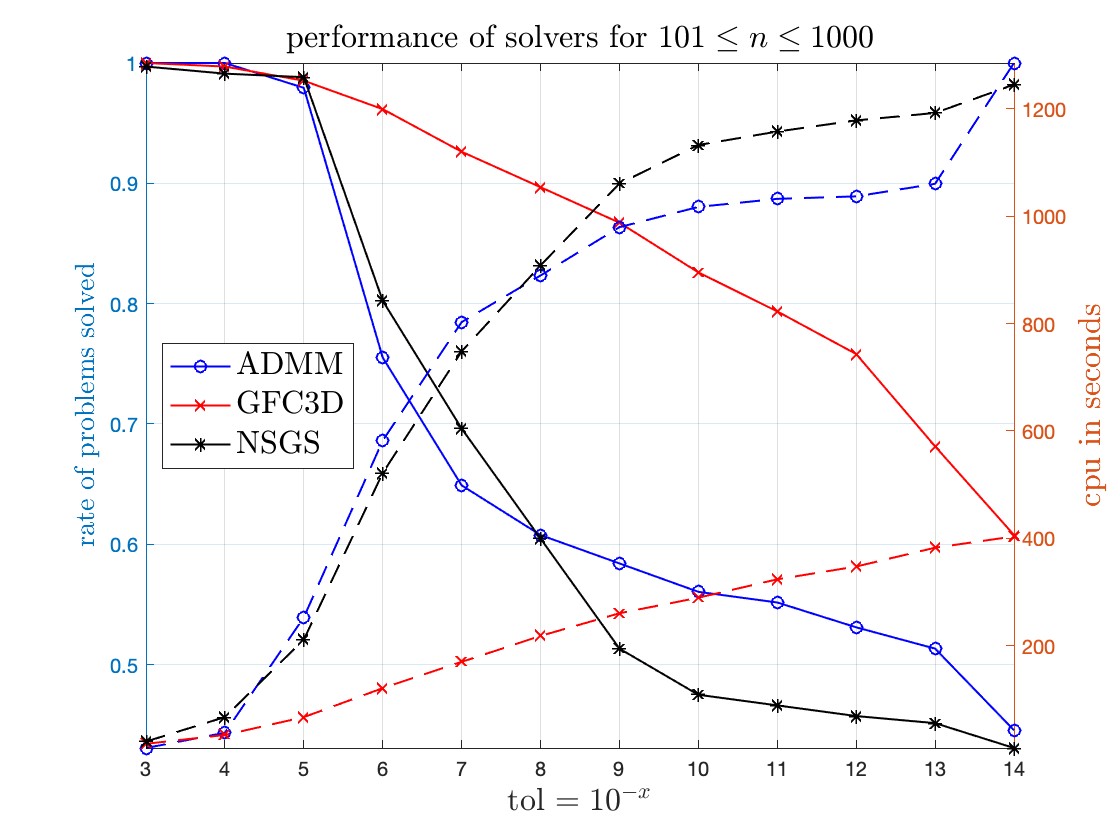 performance of solvers for 101 ≤ n ≤ 1000
rate of problems solved
1
0.9
0.8
0.7
0.6
0.5
ADMM
GFC3D
NSGS
1200
1000
800
600
400
200
cpu in seconds
3 4 5 6 7 8 9 10 11 12 13 14
tol = 10⁻ˣ